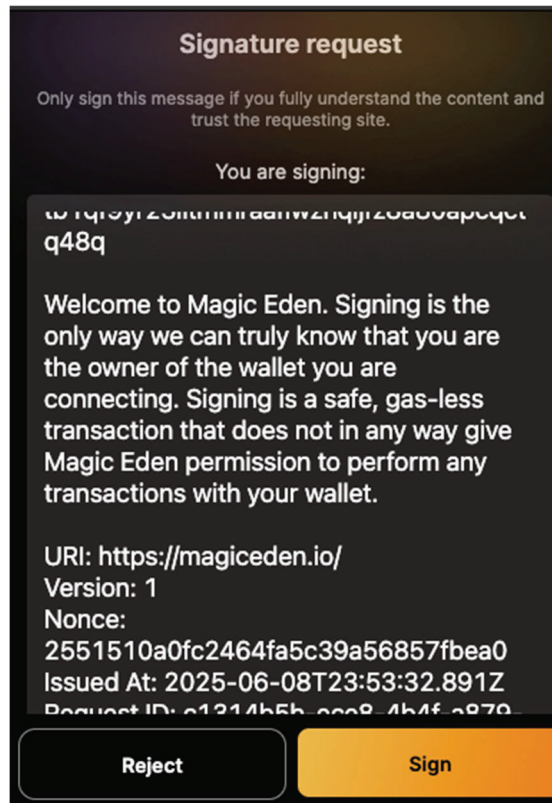 Signature request
Only sign this message if you fully understand the content and
trust the requesting site.
You are signing:
q48q
Welcome to Magic Eden. Signing is the
only way we can truly know that you are
the owner of the wallet you are
connecting. Signing is a safe, gas-less
transaction that does not in any way give
Magic Eden permission to perform any
transactions with your wallet.
URI: https://magiceden.io/
Version: 1
Nonce:
2551510a0fc2464fa5c39a56857fbea0
Issued At: 2025-06-08T23:53:32.891Z
Request ID:
Reject
Sign